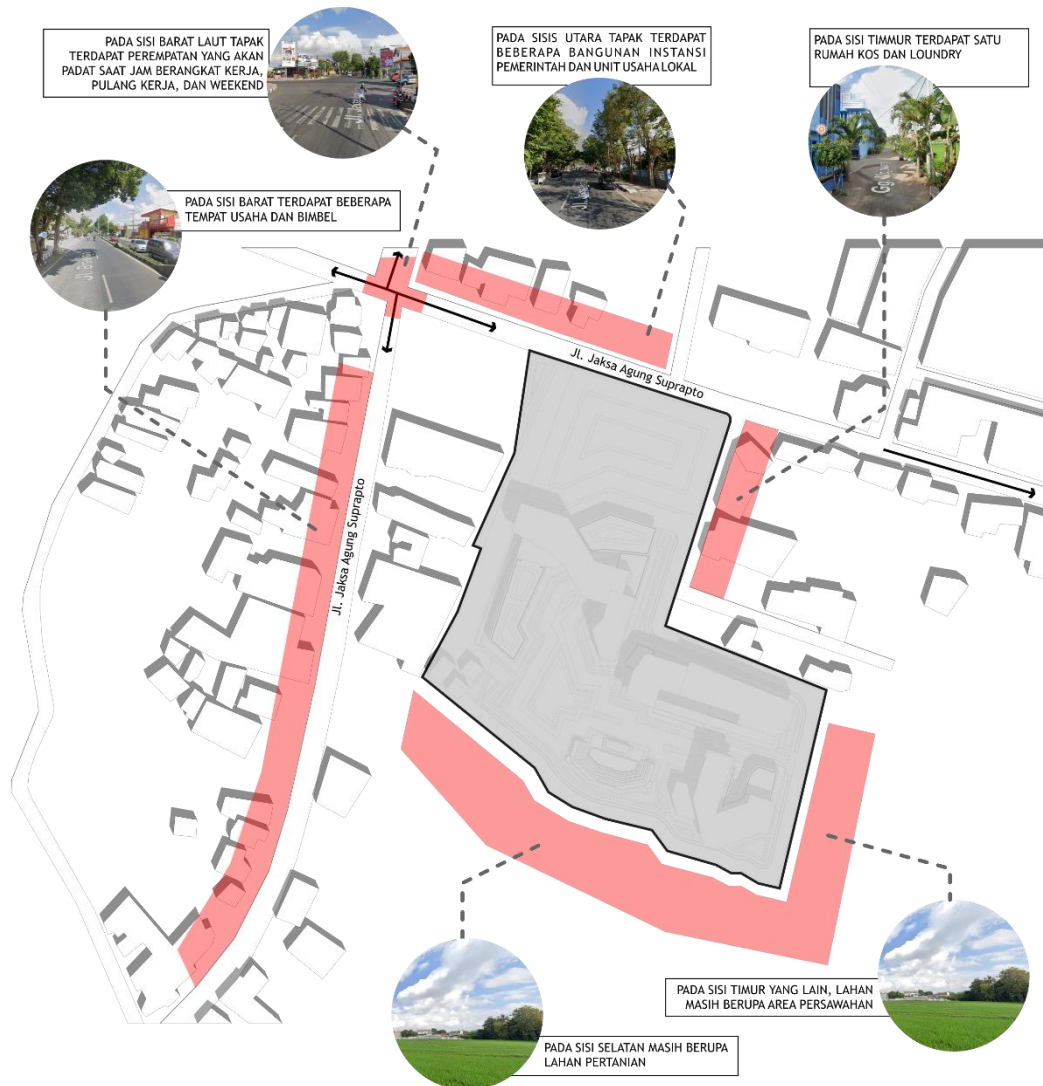 PADA SISI BARAT LAUT TAPAK
TERDAPAT PEREMPATAN YANG AKAN
PADAT SAAT JAM BERANGKAT KERJA,
PULANG KERJA, DAN WEEKEND
PADA SISIS UTARA TAPAK TERDAPAT
BEBERAPA BANGUNAN INSTANSI
PEMERINTAH DAN UNIT USAHA LOKAL
PADA SISI TIMMUR TERDAPAT SATU
RUMAH KOS DAN LOUNDRY
PADA SISI BARAT TERDAPAT BEBERAPA
TEMPAT USAHA DAN BIMBEL
Jl. Jaksa Agung Suprapto
Jl. Jaksa Agung Suprapto
PADA SISI TIMUR YANG LAIN, LAHAN
MASIH BERUPA AREA PERSAWAHAN
PADA SISI SELATAN MASIH BERUPA
LAHAN PERTANIAN